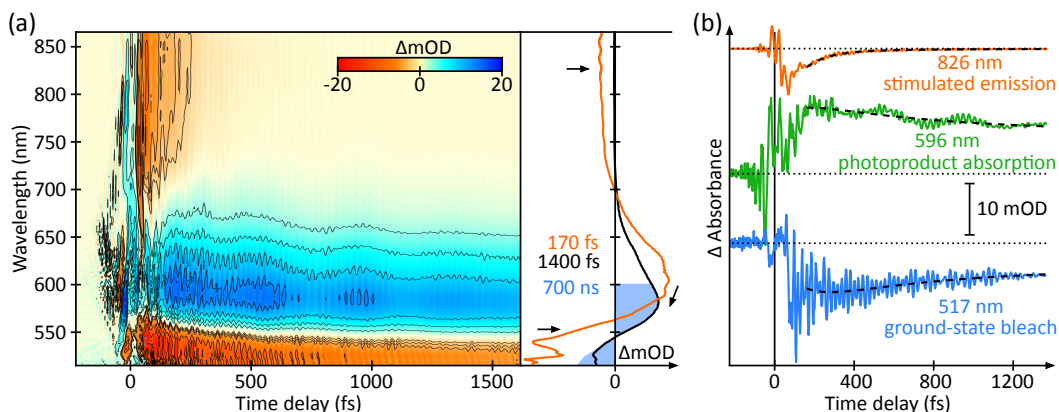 (a)
ΔmOD
-20 0 20
850
800
750
700
650
600
550
Wavelength (nm)
0 500 1000 1500
Time delay (fs)
170 fs
1400 fs
700 ns
ΔmOD
0
(b)
826 nm
stimulated emission
596 nm
photoproduct absorption
10 mOD
517 nm
ground-state bleach
ΔAbsorbance
0 400 800 1200
Time delay (fs)